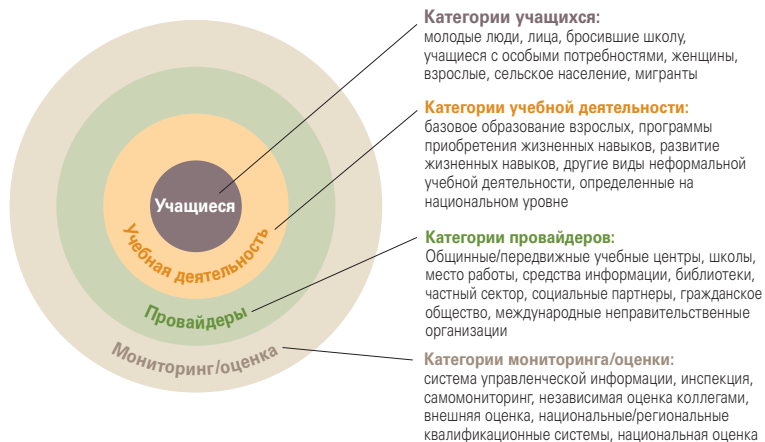 Учащиеся
Учебная деятельность
Провайдеры
Мониторинг/оценка
Категории учащихся:
молодые люди, лица, бросившие школу,
учащиеся с особыми потребностями, женщины,
взрослые, сельское население, мигранты
Категории учебной деятельности:
базовое образование взрослых, программы
приобретения жизненных навыков, развитие
жизненных навыков, другие виды неформальной
учебной деятельности, определенные на
национальном уровне
Категории провайдеров:
Общинные/передвижные учебные центры, школы,
место работы, средства информации, библиотеки,
частный сектор, социальные партнеры, гражданское
общество, международные неправительственные
организации
Категории мониторинга/оценки:
система управленческой информации, инспекция,
самомониторинг, независимая оценка коллегами,
внешняя оценка, национальные/региональные
квалификационные системы, национальная оценка